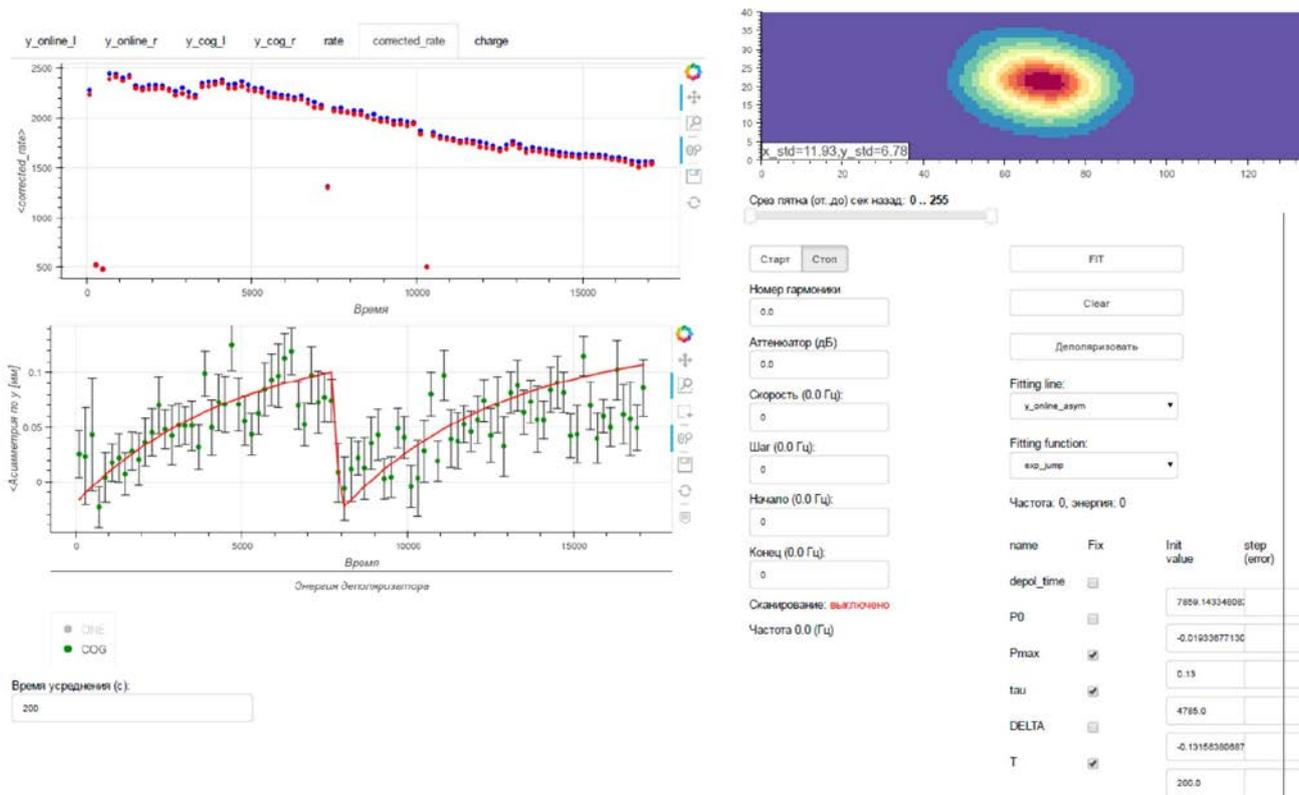 y_online_l y_online_r y_cog_l y_cog_r rate corrected_rate charge
2500
2000
1500
1000
500
<corrected_rate>
0 5000 10000 15000
Время
0.1
0.05
0
<Асимметрия по y [мм]
0 5000 10000 15000
Время
Энергия деполяризатора
ONE
COG
Время усреднения (с):
200
40
35
30
25
20
15
10
5
0
x_std=11.93,y_std=6.78
0 20 40 60 80 100 120
Срез пятна (от..до) сек назад: 0 .. 255
Старт Стоп
Номер гармоники
0.0
Аттенюатор (дБ)
0.0
Скорость (0.0 Гц):
0
Шаг (0.0 Гц):
0
Начало (0.0 Гц):
0
Конец (0.0 Гц):
0
Сканирование: выключено
Частота 0.0 (Гц)
FIT
Clear
Деполяризовать
Fitting line:
y_online_asym
Fitting function:
exp_jump
Частота: 0, энергия: 0
name Fix Init value step (error)
depol_time
P0
Pmax
0.13
tau
4785.0
DELTA
T
200.0